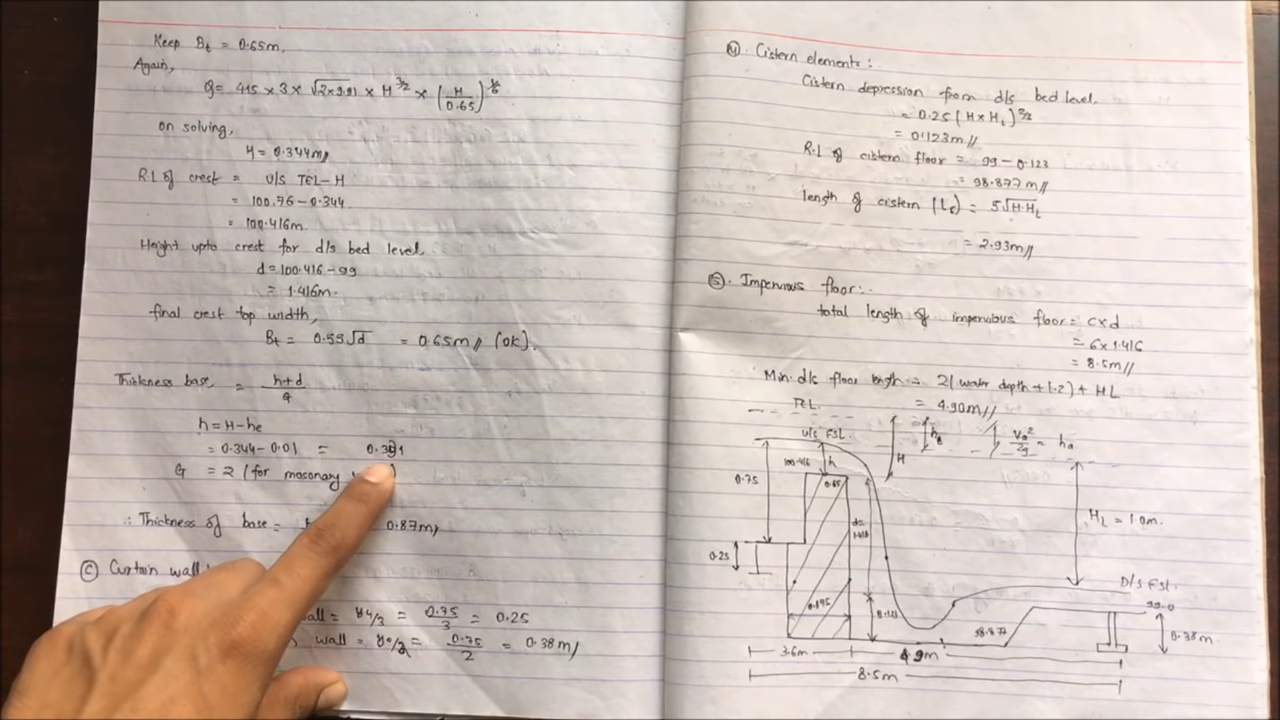 Keep Bt = 0.65m,
Again,
Q = 415 × 3 × √2×9.81 × H^3/2 × (H/0.65)^1/6
on solving,
H = 0.344m//
R.L of crest = U/S TEL - H
= 100.76 - 0.344
= 100.416m.
Height upto crest for d/s bed level,
d = 100.416 - 99
= 1.416m.
final crest top width,
Bt = 0.55√d = 0.65m// (OK).
Thickness base, = h+d/G
h = H - he
= 0.344 - 0.01 =
G = 2 (for masonary
∴ Thickness of base = 0.87m,
(C) Curtain wall
wall = = 0.75/3 = 0.25
wall = = 0.75/2 = 0.38m/
Cistern elements:
Cistern depression from d/s bed level.
= 0.25 (H×HL)^2/3
= 0.123m//
R.L of cistern floor = 99 - 0.123
= 98.877m//
length of cistern (Lc) = 5√H·HL
= 2.93m//
(5). Impervious floor:-
total length of impervious floor = C×d
= 6×1.416
= 8.5m//
Min. d/s floor length = 2(water depth + 1.2) + HL
= 4.90m//
TEL.
U/S FSL.
H
h
Va²/2g = ha
100.416
0.65
0.75
0.25
HL = 1.0m.
D/S FSL.
99.0
98.877
0.38m
3.6m
4.9m
8.5m